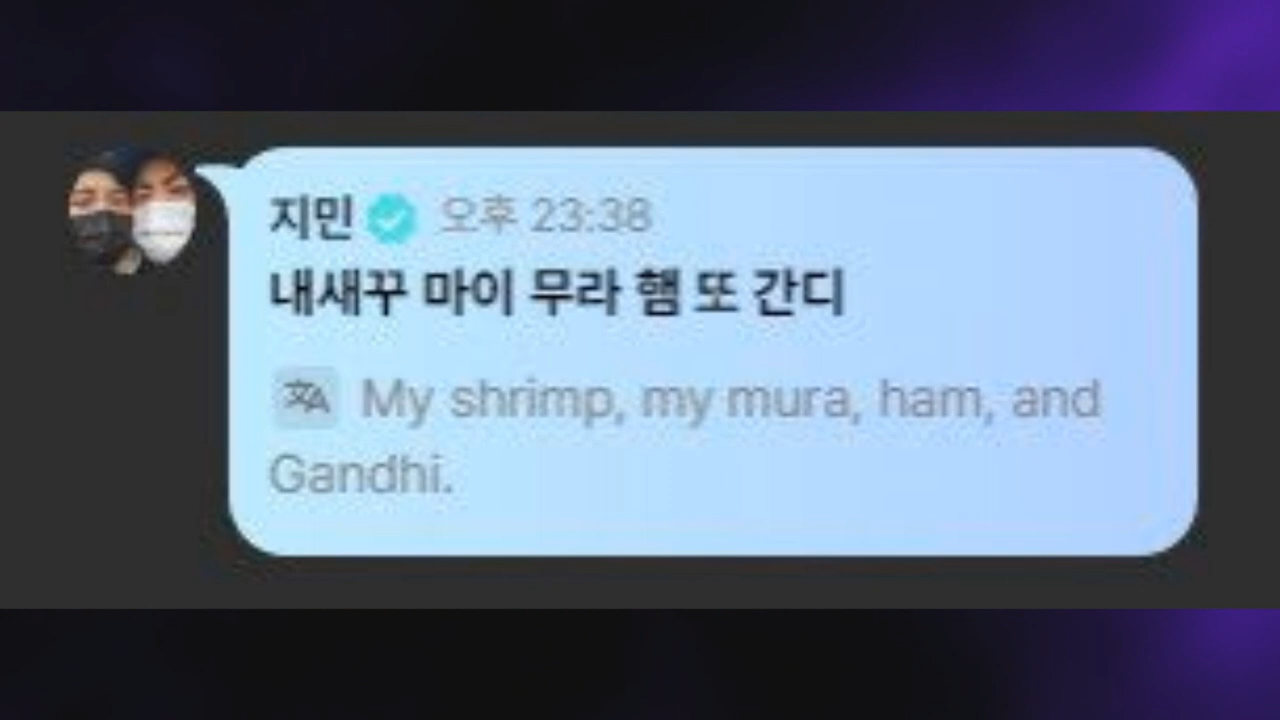 지민 오후 23:38
내새꾸 마이 무라 햄 또 간디
My shrimp, my mura, ham, and
Gandhi.